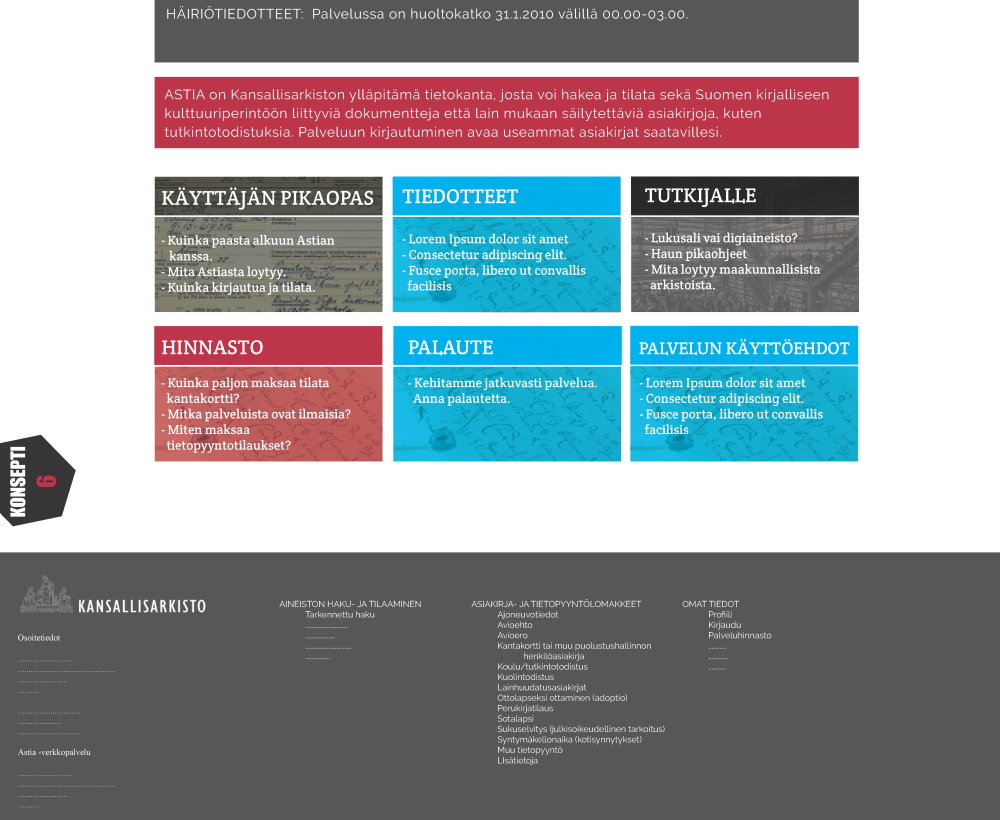 HÄIRIÖTIEDOTTEET: Palvelussa on huoltokatko 31.1.2010 välillä 00.00-03.00.
ASTIA on Kansallisarkiston ylläpitämä tietokanta, josta voi hakea ja tilata sekä Suomen kirjalliseen
kulttuuriperintöön liittyviä dokumentteja että lain mukaan säilytettäviä asiakirjoja, kuten
tutkintotodistuksia. Palveluun kirjautuminen avaa useammat asiakirjat saatavillesi.
KÄYTTÄJÄN PIKAOPAS
- Kuinka paasta alkuun Astian
kanssa.
- Mita Astiasta loytyy.
- Kuinka kirjautua ja tilata.
TIEDOTTEET
- Lorem Ipsum dolor sit amet
- Consectetur adipiscing elit.
- Fusce porta, libero ut convallis
facilisis
TUTKIJALLE
- Lukusali vai digiaineisto?
- Haun pikaohjeet
- Mita loytyy maakunnallisista
arkistoista.
HINNASTO
- Kuinka paljon maksaa tilata
kantakortti?
- Mitka palveluista ovat ilmaisia?
- Miten maksaa
tietopyyntotilaukset?
PALAUTE
- Kehitamme jatkuvasti palvelua.
Anna palautetta.
PALVELUN KÄYTTÖEHDOT
- Lorem Ipsum dolor sit amet
- Consectetur adipiscing elit.
- Fusce porta, libero ut convallis
facilisis
KONSEPTI
6
KANSALLISARKISTO
Osoitetiedot
Astia -verkkopalvelu
AINEISTON HAKU- JA TILAAMINEN
Tarkennettu haku
ASIAKIRJA- JA TIETOPYYNTÖLOMAKKEET
Ajoneuvotiedot
Avioehto
Avioero
Kantakortti tai muu puolustushallinnon
henkilöasiakirja
Koulu/tutkintotodistus
Kuolintodistus
Lainhuudatusasiakirjat
Ottolapseksi ottaminen (adoptio)
Perukirjatilaus
Sotalapsi
Sukuselvitys (julkisoikeudellinen tarkoitus)
Syntymäkellonaika (kotisynnytykset)
Muu tietopyyntö
LIsätietoja
OMAT TIEDOT
Profiili
Kirjaudu
Palveluhinnasto